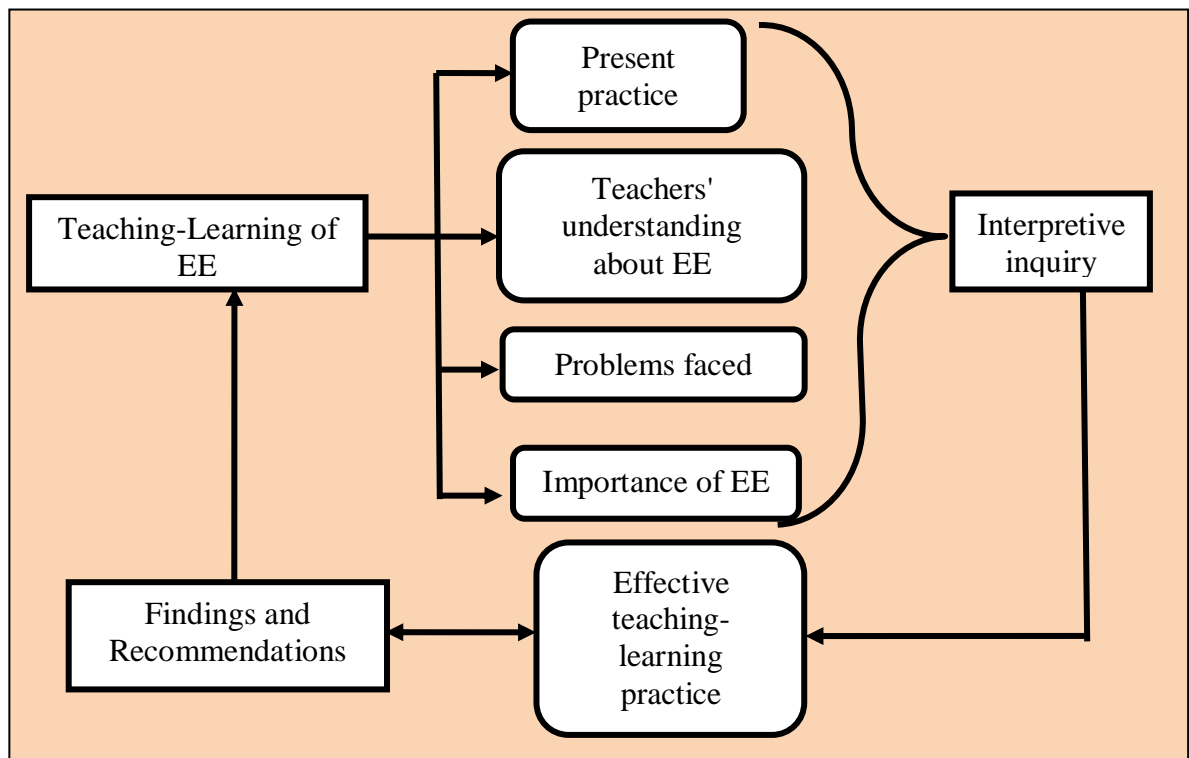 Present
practice
Teachers'
understanding
about EE
Teaching-Learning of
EE
Interpretive
inquiry
Problems faced
Importance of EE
Effective
teaching-
learning
practice
Findings and
Recommendations